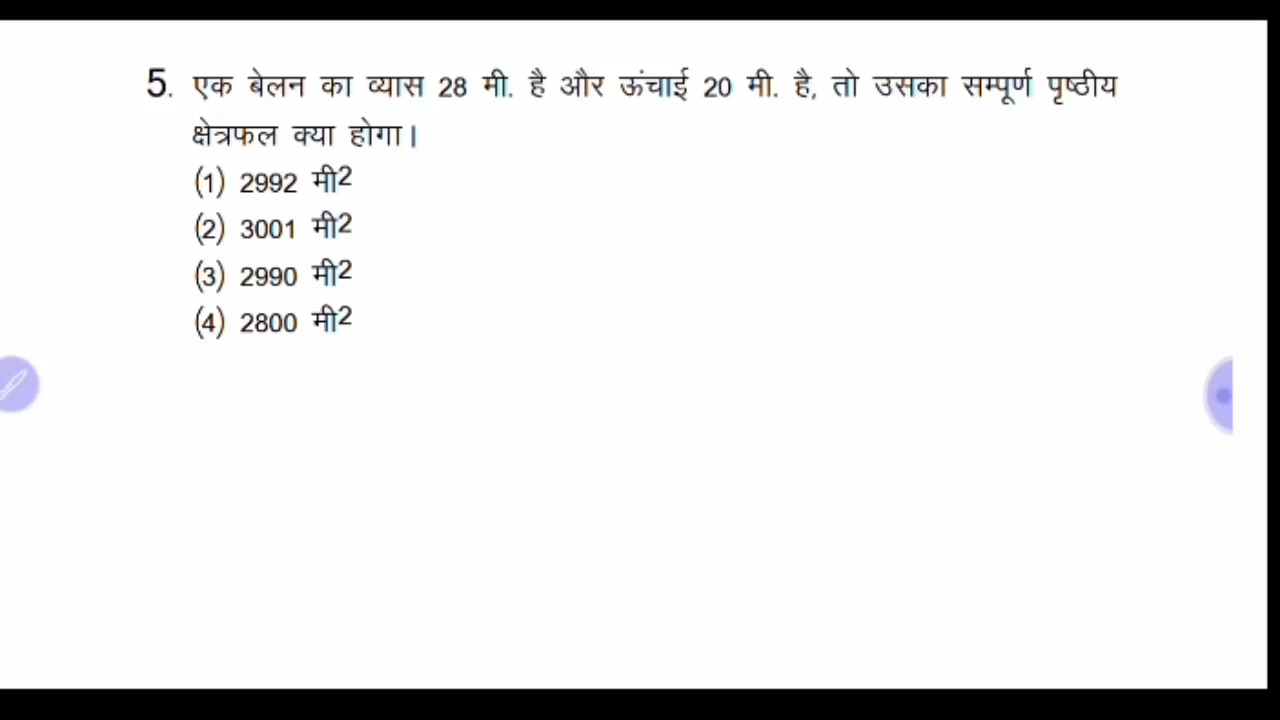 5. एक बेलन का व्यास 28 मी. है और ऊंचाई 20 मी. है, तो उसका सम्पूर्ण पृष्ठीय
क्षेत्रफल क्या होगा।
(1) 2992 मी2
(2) 3001 मी2
(3) 2990 मी2
(4) 2800 मी2